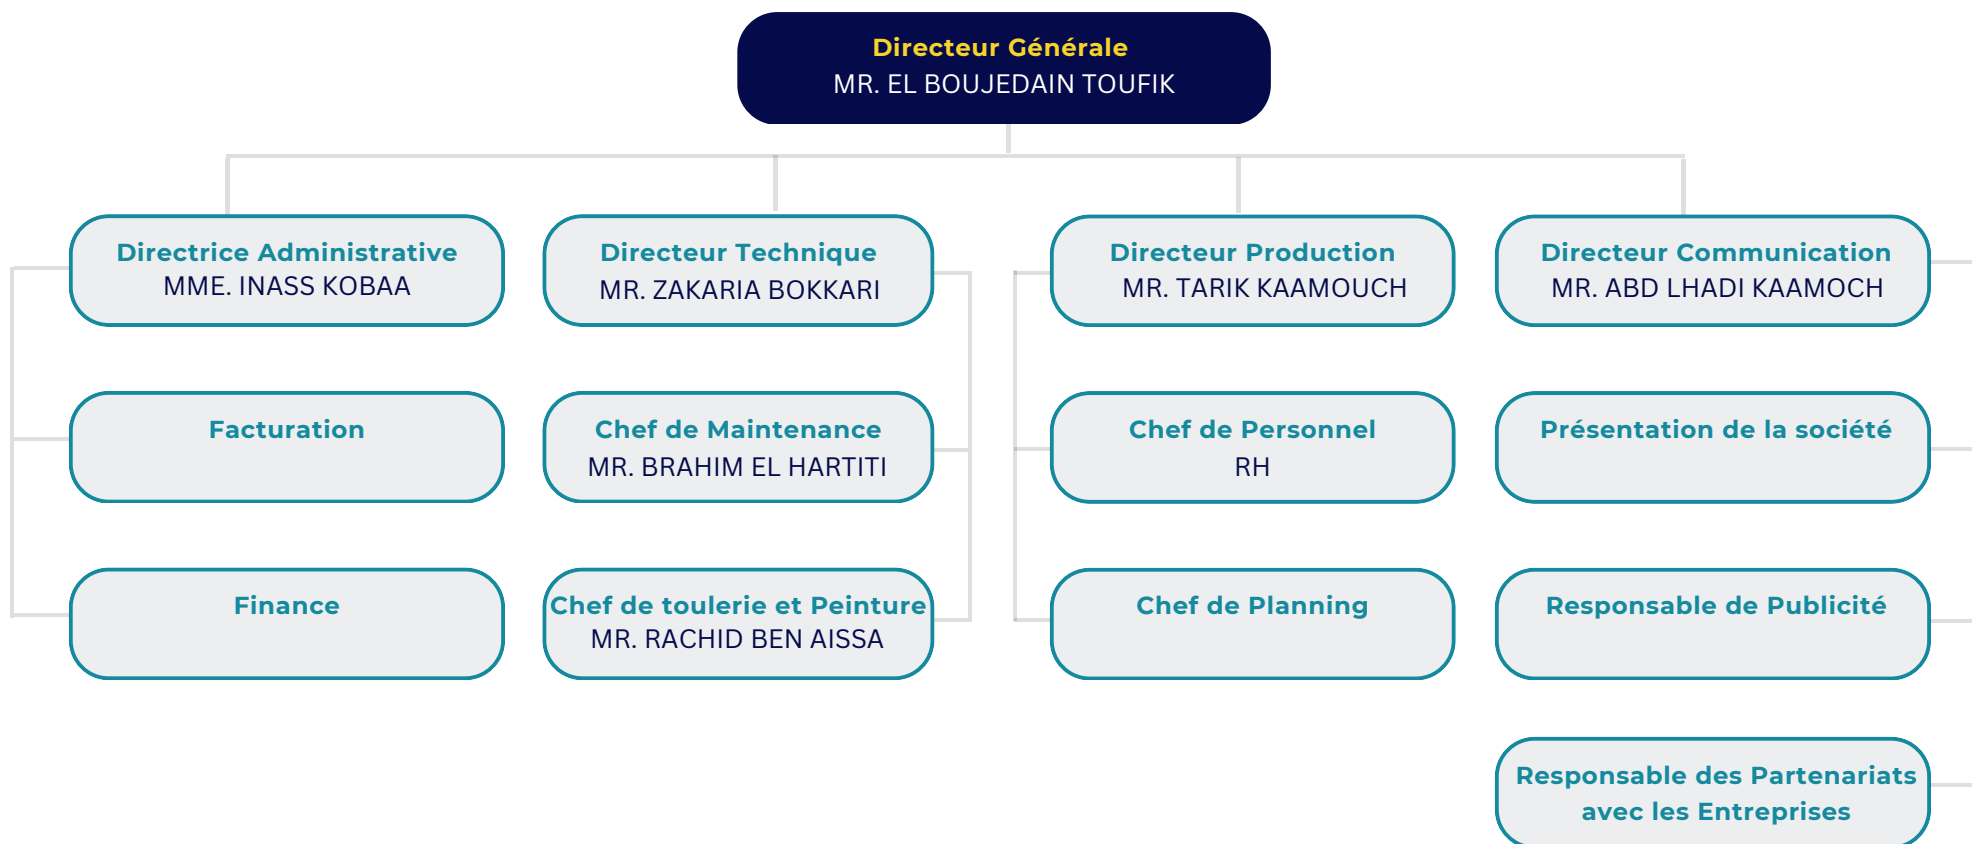 Directeur Générale
MR. EL BOUJEDAIN TOUFIK
Directrice Administrative
MME. INASS KOBAA
Directeur Technique
MR. ZAKARIA BOKKARI
Directeur Production
MR. TARIK KAAMOUCH
Directeur Communication
MR. ABD LHADI KAAMOCH
Facturation
Chef de Maintenance
MR. BRAHIM EL HARTITI
Chef de Personnel
RH
Présentation de la société
Finance
Chef de toulerie et Peinture
MR. RACHID BEN AISSA
Chef de Planning
Responsable de Publicité
Responsable des Partenariats
avec les Entreprises